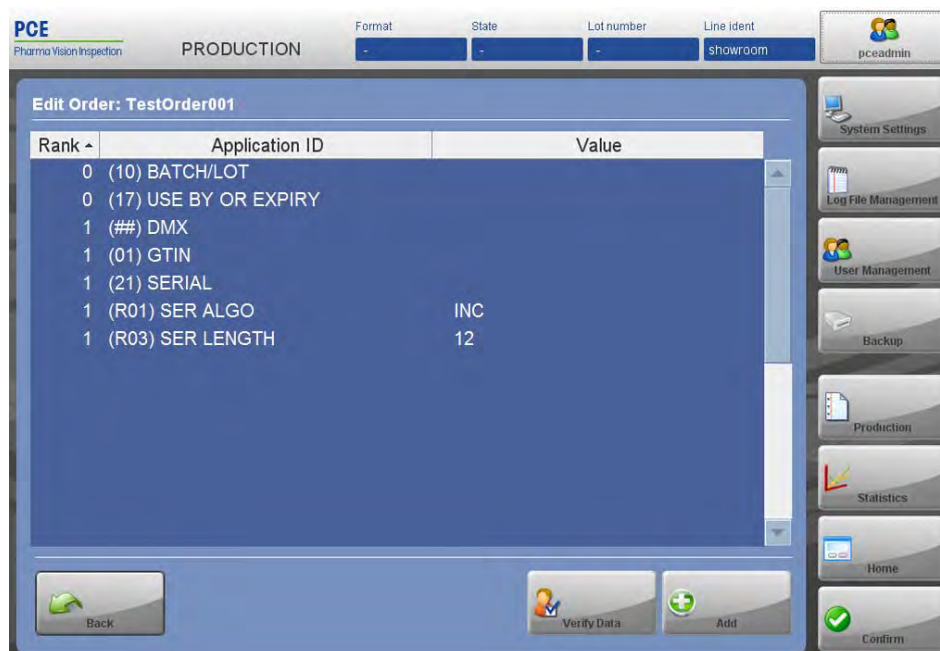 PCE
Pharma Vision Inspection
PRODUCTION
Format
-
State
-
Lot number
-
Line ident
showroom
pceadmin
Edit Order: TestOrder001
Rank Application ID Value
0 (10) BATCH/LOT
0 (17) USE BY OR EXPIRY
1 (##) DMX
1 (01) GTIN
1 (21) SERIAL
1 (R01) SER ALGO INC
1 (R03) SER LENGTH 12
Back
Verify Data
Add
System Settings
Log File Management
User Management
Backup
Production
Statistics
Home
Confirm